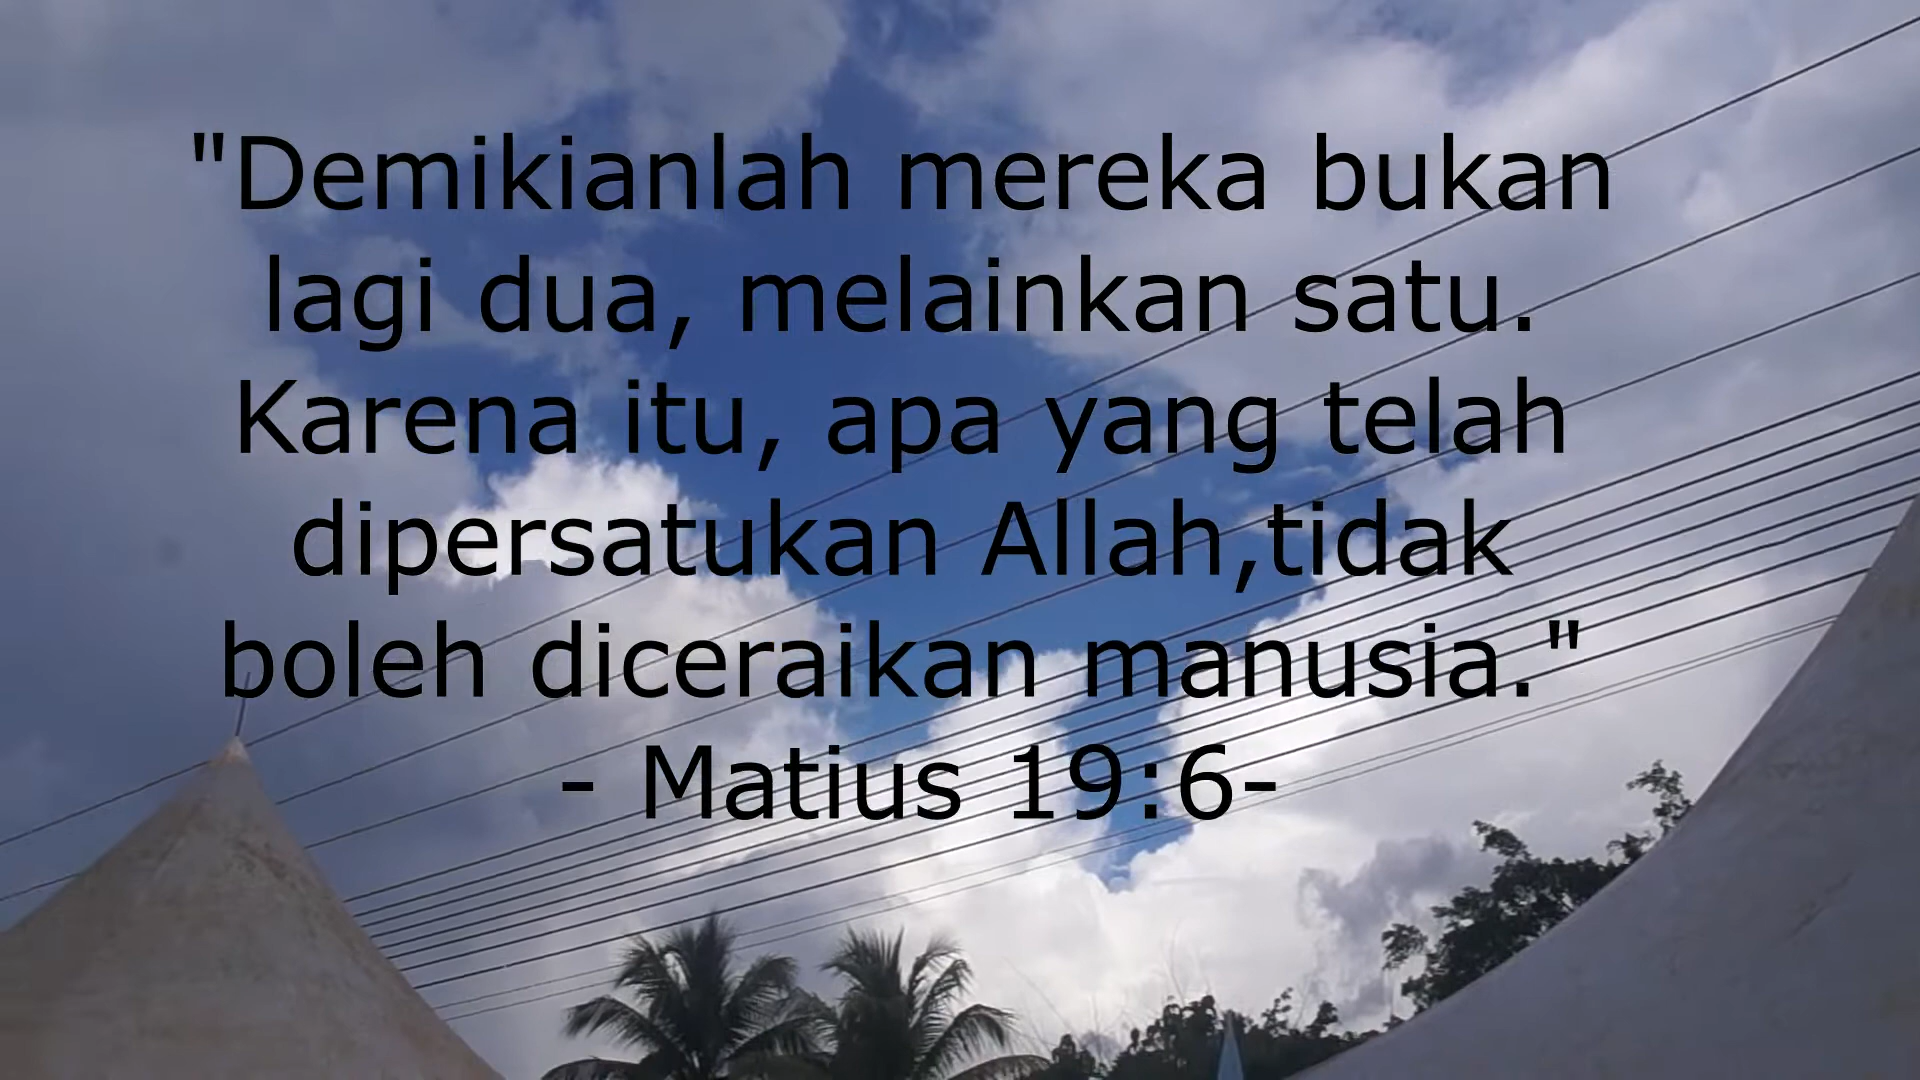 "Demikianlah mereka bukan
lagi dua, melainkan satu.
Karena itu, apa yang telah
dipersatukan Allah,tidak
boleh diceraikan manusia."
- Matius 19:6-